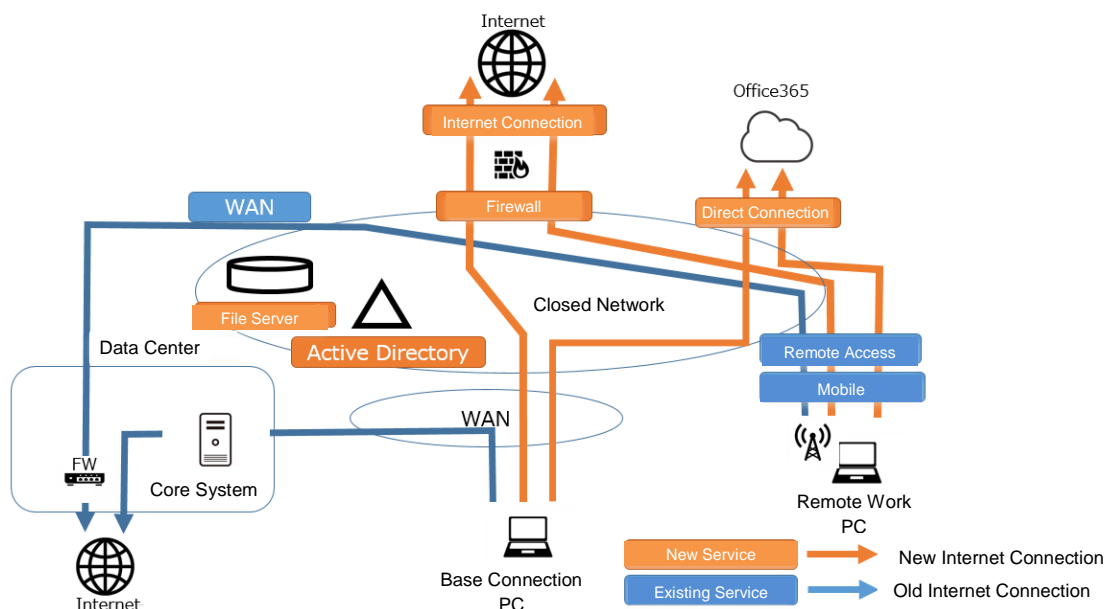 Internet
Office365
Internet Connection
WAN
Firewall
Direct Connection
File Server
Closed Network
Data Center
Active Directory
Remote Access
Mobile
WAN
FW
Core System
Remote Work
PC
Base Connection
PC
Internet
New Service
New Internet Connection
Existing Service
Old Internet Connection